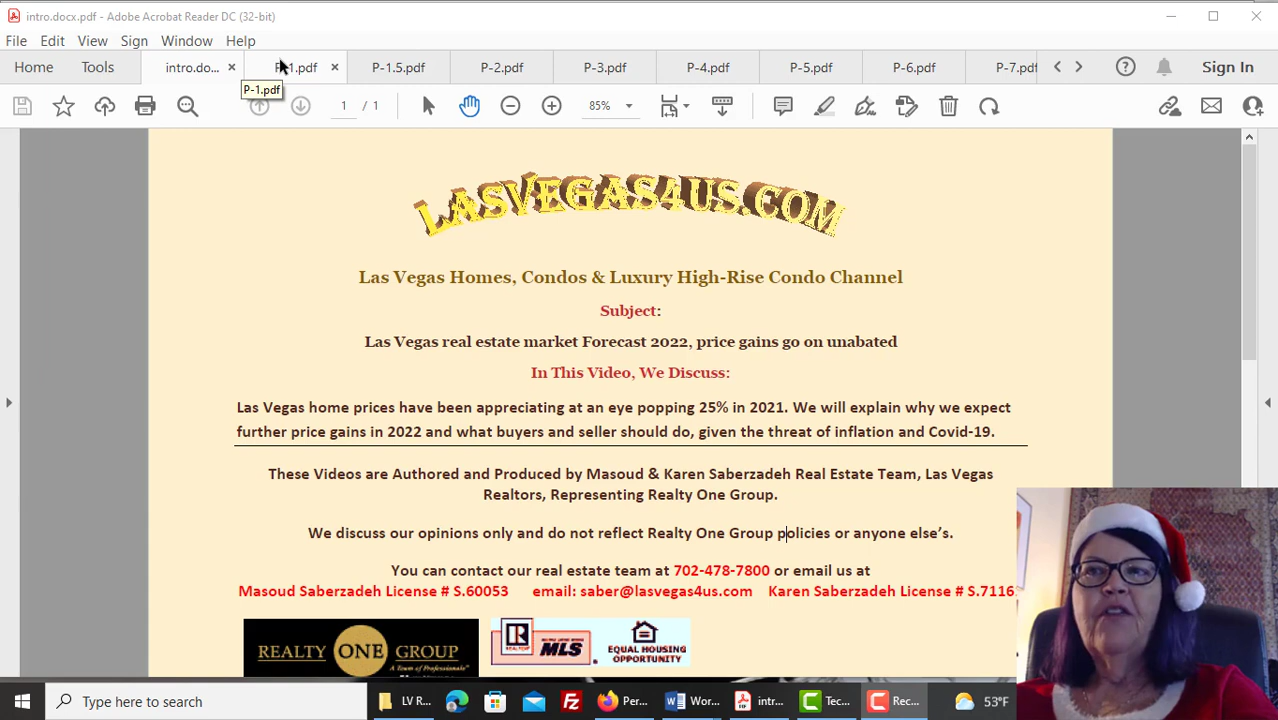 intro.docx.pdf - Adobe Acrobat Reader DC (32-bit)
File Edit View Sign Window Help
Home Tools intro.do... P-1.pdf P-1.5.pdf P-2.pdf P-3.pdf P-4.pdf P-5.pdf P-6.pdf P-7.pdf Sign In
P-1.pdf
1 / 1 85%
LASVEGAS4US.COM
Las Vegas Homes, Condos & Luxury High-Rise Condo Channel
Subject:
Las Vegas real estate market Forecast 2022, price gains go on unabated
In This Video, We Discuss:
Las Vegas home prices have been appreciating at an eye popping 25% in 2021. We will explain why we expect
further price gains in 2022 and what buyers and seller should do, given the threat of inflation and Covid-19.
These Videos are Authored and Produced by Masoud & Karen Saberzadeh Real Estate Team, Las Vegas
Realtors, Representing Realty One Group.
We discuss our opinions only and do not reflect Realty One Group policies or anyone else's.
You can contact our real estate team at 702-478-7800 or email us at
Masoud Saberzadeh License # S.60053 email: saber@lasvegas4us.com Karen Saberzadeh License # S.7116
REALTY ONE GROUP
A Team of Professionals
R
REALTOR
MLS
EQUAL HOUSING
OPPORTUNITY
Type here to search
LV R...
Per...
Wor...
intr...
Tec...
Rec...
53°F